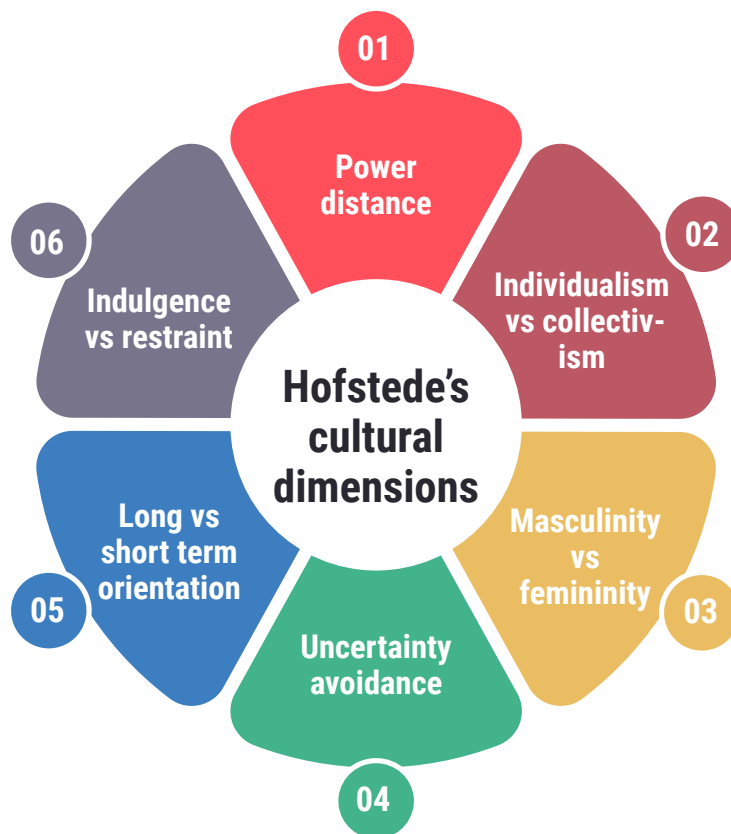 01
Power
distance
02
Individualism
vs collectiv-
ism
03
Masculinity
vs
femininity
04
Uncertainty
avoidance
05
Long vs
short term
orientation
06
Indulgence
vs restraint
Hofstede’s
cultural
dimensions